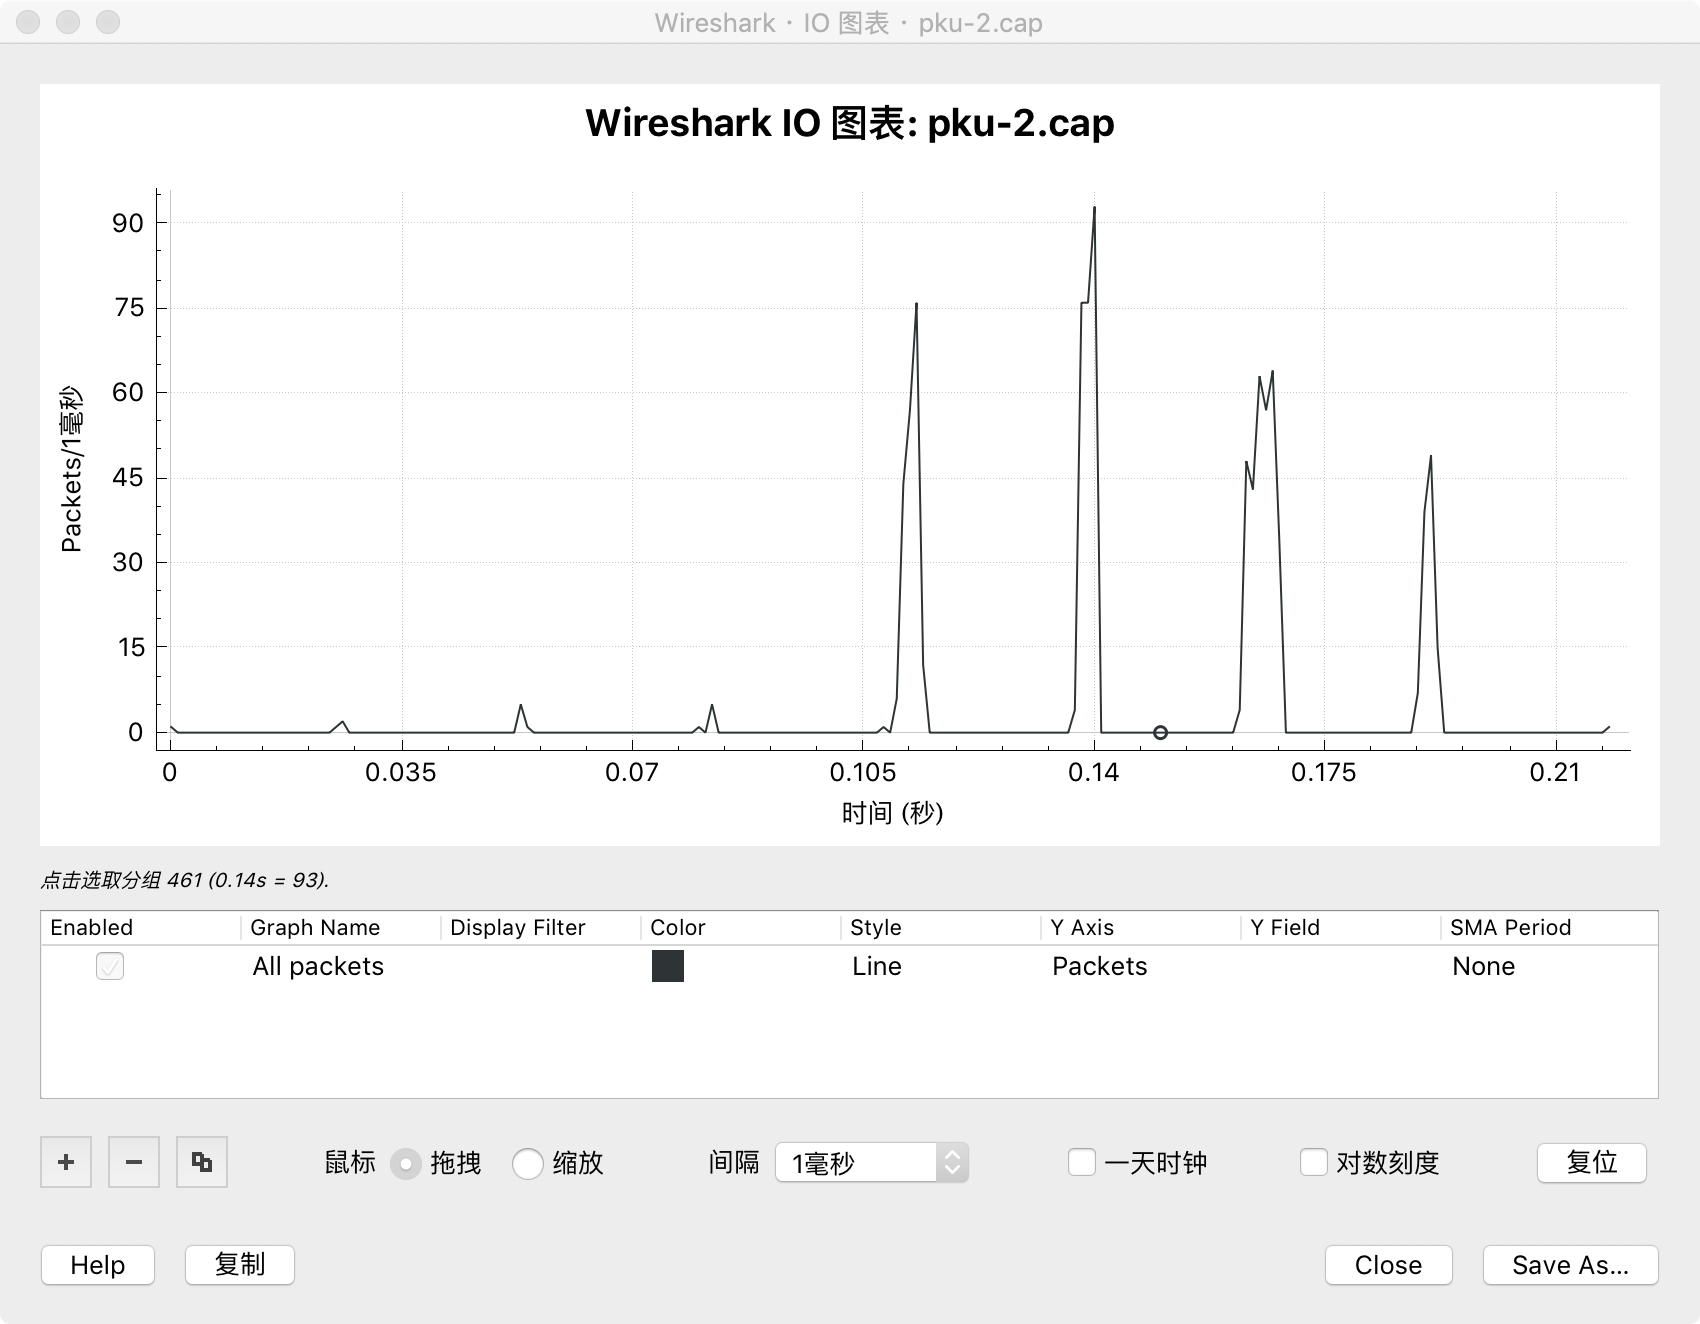 Wireshark · IO 图表 · pku-2.cap
Wireshark IO 图表: pku-2.cap
Packets/1毫秒
90
75
60
45
30
15
0
0 0.035 0.07 0.105 0.14 0.175 0.21
时间 (秒)
点击选取分组 461 (0.14s = 93).
Enabled Graph Name Display Filter Color Style Y Axis Y Field SMA Period
All packets Line Packets None
鼠标 拖拽 缩放 间隔 1毫秒 一天时钟 对数刻度 复位
Help 复制 Close Save As...